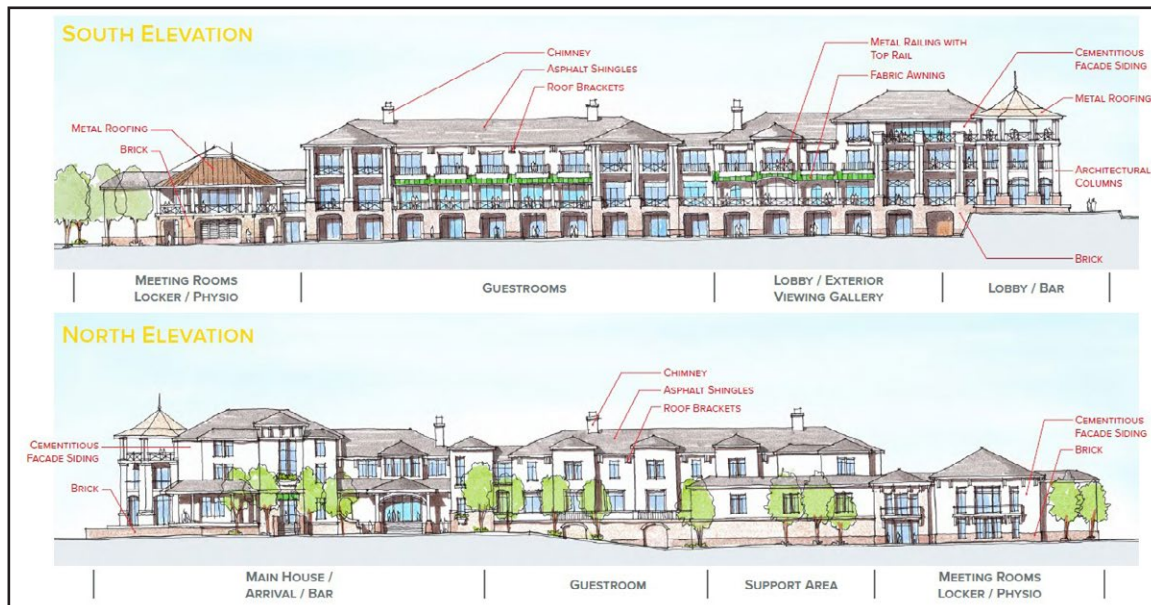 SOUTH ELEVATION
CHIMNEY
ASPHALT SHINGLES
ROOF BRACKETS
METAL RAILING WITH
TOP RAIL
FABRIC AWNING
CEMENTITIOUS
FACADE SIDING
METAL ROOFING
METAL ROOFING
BRICK
ARCHITECTURAL
COLUMNS
BRICK
MEETING ROOMS
LOCKER / PHYSIO
GUESTROOMS
LOBBY / EXTERIOR
VIEWING GALLERY
LOBBY / BAR
NORTH ELEVATION
CHIMNEY
ASPHALT SHINGLES
ROOF BRACKETS
CEMENTITIOUS
FACADE SIDING
BRICK
CEMENTITIOUS
FACADE SIDING
BRICK
MAIN HOUSE /
ARRIVAL / BAR
GUESTROOM
SUPPORT AREA
MEETING ROOMS
LOCKER / PHYSIO